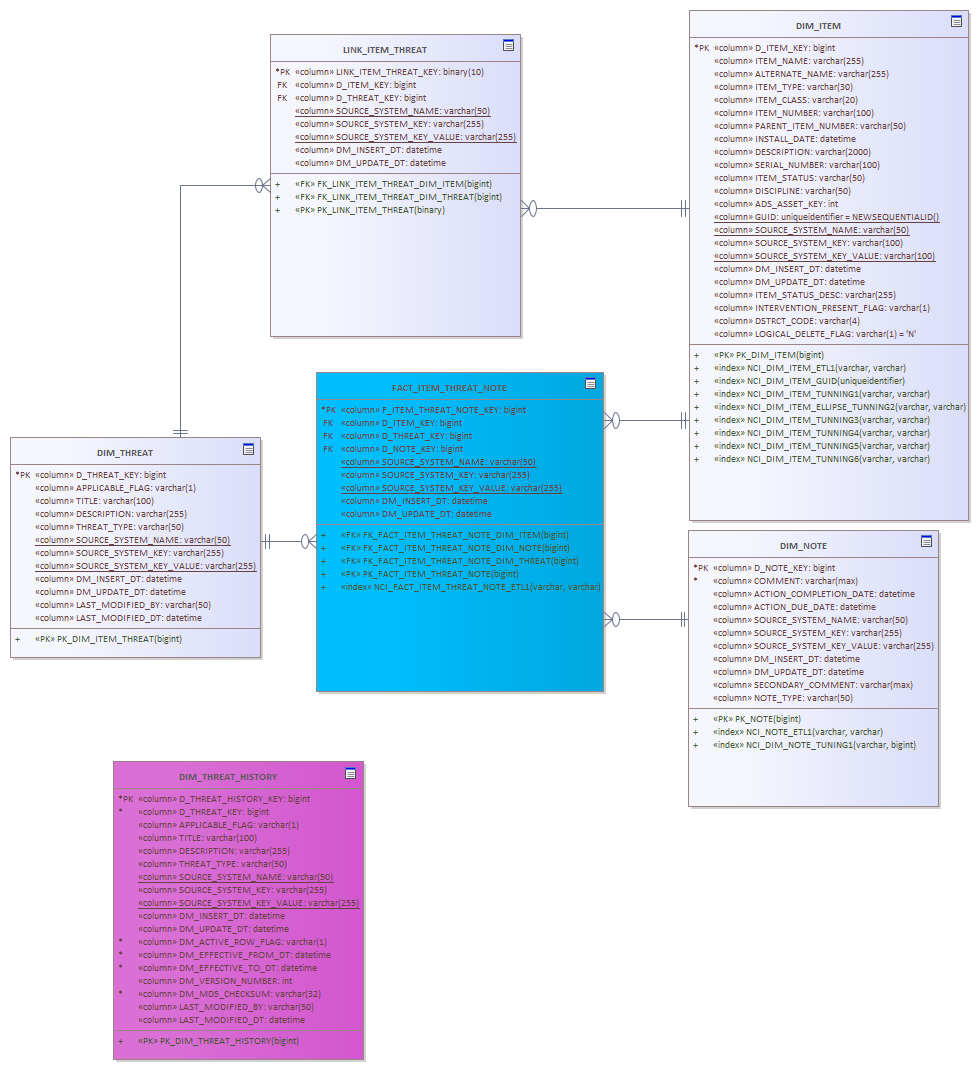 LINK_ITEM_THREAT
*PK «column» LINK_ITEM_THREAT_KEY: binary(10)
FK «column» D_ITEM_KEY: bigint
FK «column» D_THREAT_KEY: bigint
«column» SOURCE_SYSTEM_NAME: varchar(50)
«column» SOURCE_SYSTEM_KEY: varchar(255)
«column» SOURCE_SYSTEM_KEY_VALUE: varchar(255)
«column» DM_INSERT_DT: datetime
«column» DM_UPDATE_DT: datetime
+ «FK» FK_LINK_ITEM_THREAT_DIM_ITEM(bigint)
+ «FK» FK_LINK_ITEM_THREAT_DIM_THREAT(bigint)
+ «PK» PK_LINK_ITEM_THREAT(binary)
DIM_ITEM
*PK «column» D_ITEM_KEY: bigint
«column» ITEM_NAME: varchar(255)
«column» ALTERNATE_NAME: varchar(255)
«column» ITEM_TYPE: varchar(30)
«column» ITEM_CLASS: varchar(20)
«column» ITEM_NUMBER: varchar(100)
«column» PARENT_ITEM_NUMBER: varchar(50)
«column» INSTALL_DATE: datetime
«column» DESCRIPTION: varchar(2000)
«column» SERIAL_NUMBER: varchar(100)
«column» ITEM_STATUS: varchar(50)
«column» DISCIPLINE: varchar(50)
«column» ADS_ASSET_KEY: int
«column» GUID: uniqueidentifier = NEWSEQUENTIALID()
«column» SOURCE_SYSTEM_NAME: varchar(50)
«column» SOURCE_SYSTEM_KEY: varchar(100)
«column» SOURCE_SYSTEM_KEY_VALUE: varchar(100)
«column» DM_INSERT_DT: datetime
«column» DM_UPDATE_DT: datetime
«column» ITEM_STATUS_DESC: varchar(255)
«column» INTERVENTION_PRESENT_FLAG: varchar(1)
«column» DSTRCT_CODE: varchar(4)
«column» LOGICAL_DELETE_FLAG: varchar(1) = 'N'
+ «PK» PK_DIM_ITEM(bigint)
+ «index» NCI_DIM_ITEM_ETL1(varchar, varchar)
+ «index» NCI_DIM_ITEM_GUID(uniqueidentifier)
+ «index» NCI_DIM_ITEM_TUNNING1(varchar, varchar)
+ «index» NCI_DIM_ITEM_ELLIPSE_TUNNING2(varchar, varchar)
+ «index» NCI_DIM_ITEM_TUNNING3(varchar, varchar)
+ «index» NCI_DIM_ITEM_TUNNING4(varchar, varchar)
+ «index» NCI_DIM_ITEM_TUNNING5(varchar, varchar)
+ «index» NCI_DIM_ITEM_TUNNING6(varchar, varchar)
FACT_ITEM_THREAT_NOTE
*PK «column» F_ITEM_THREAT_NOTE_KEY: bigint
FK «column» D_ITEM_KEY: bigint
FK «column» D_THREAT_KEY: bigint
FK «column» D_NOTE_KEY: bigint
«column» SOURCE_SYSTEM_NAME: varchar(50)
«column» SOURCE_SYSTEM_KEY: varchar(255)
«column» SOURCE_SYSTEM_KEY_VALUE: varchar(255)
«column» DM_INSERT_DT: datetime
«column» DM_UPDATE_DT: datetime
+ «FK» FK_FACT_ITEM_THREAT_NOTE_DIM_ITEM(bigint)
+ «FK» FK_FACT_ITEM_THREAT_NOTE_DIM_NOTE(bigint)
+ «FK» FK_FACT_ITEM_THREAT_NOTE_DIM_THREAT(bigint)
+ «PK» PK_FACT_ITEM_THREAT_NOTE(bigint)
+ «index» NCI_FACT_ITEM_THREAT_NOTE_ETL1(varchar, varchar)
DIM_THREAT
*PK «column» D_THREAT_KEY: bigint
«column» APPLICABLE_FLAG: varchar(1)
«column» TITLE: varchar(100)
«column» DESCRIPTION: varchar(255)
«column» THREAT_TYPE: varchar(50)
«column» SOURCE_SYSTEM_NAME: varchar(50)
«column» SOURCE_SYSTEM_KEY: varchar(255)
«column» SOURCE_SYSTEM_KEY_VALUE: varchar(255)
«column» DM_INSERT_DT: datetime
«column» DM_UPDATE_DT: datetime
«column» LAST_MODIFIED_BY: varchar(50)
«column» LAST_MODIFIED_DT: datetime
+ «PK» PK_DIM_ITEM_THREAT(bigint)
DIM_NOTE
*PK «column» D_NOTE_KEY: bigint
* «column» COMMENT: varchar(max)
«column» ACTION_COMPLETION_DATE: datetime
«column» ACTION_DUE_DATE: datetime
«column» SOURCE_SYSTEM_NAME: varchar(50)
«column» SOURCE_SYSTEM_KEY: varchar(255)
«column» SOURCE_SYSTEM_KEY_VALUE: varchar(255)
«column» DM_INSERT_DT: datetime
«column» DM_UPDATE_DT: datetime
«column» SECONDARY_COMMENT: varchar(max)
«column» NOTE_TYPE: varchar(50)
+ «PK» PK_NOTE(bigint)
+ «index» NCI_NOTE_ETL1(varchar, varchar)
+ «index» NCI_DIM_NOTE_TUNING1(varchar, bigint)
DIM_THREAT_HISTORY
*PK «column» D_THREAT_HISTORY_KEY: bigint
* «column» D_THREAT_KEY: bigint
«column» APPLICABLE_FLAG: varchar(1)
«column» TITLE: varchar(100)
«column» DESCRIPTION: varchar(255)
«column» THREAT_TYPE: varchar(50)
«column» SOURCE_SYSTEM_NAME: varchar(50)
«column» SOURCE_SYSTEM_KEY: varchar(255)
«column» SOURCE_SYSTEM_KEY_VALUE: varchar(255)
«column» DM_INSERT_DT: datetime
«column» DM_UPDATE_DT: datetime
* «column» DM_ACTIVE_ROW_FLAG: varchar(1)
* «column» DM_EFFECTIVE_FROM_DT: datetime
* «column» DM_EFFECTIVE_TO_DT: datetime
«column» DM_VERSION_NUMBER: int
* «column» DM_MD5_CHECKSUM: varchar(32)
«column» LAST_MODIFIED_BY: varchar(50)
«column» LAST_MODIFIED_DT: datetime
+ «PK» PK_DIM_THREAT_HISTORY(bigint)